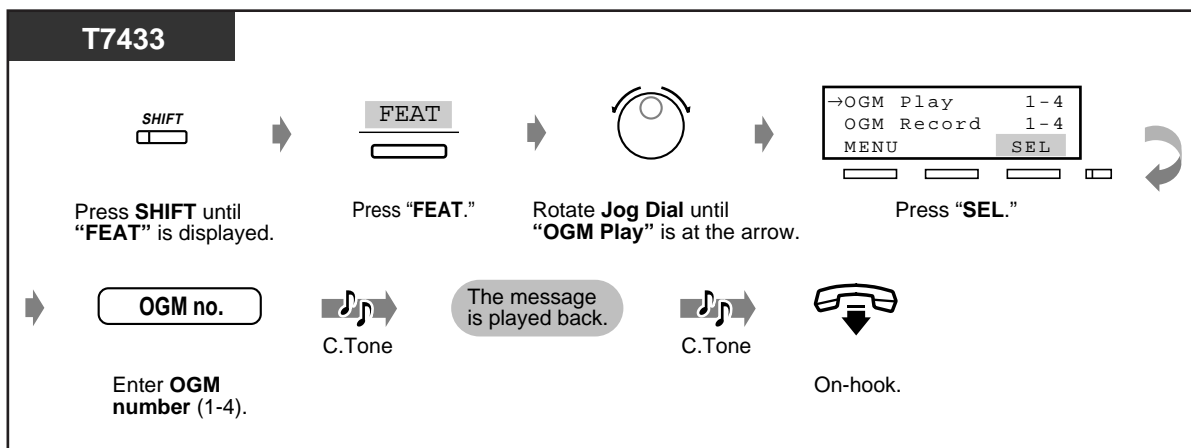 T7433
SHIFT
FEAT
→OGM Play 1-4
OGM Record 1-4
MENU SEL
Press SHIFT until
“FEAT” is displayed.
Press “FEAT.”
Rotate Jog Dial until
“OGM Play” is at the arrow.
Press “SEL.”
OGM no.
C.Tone
The message
is played back.
C.Tone
Enter OGM
number (1-4).
On-hook.